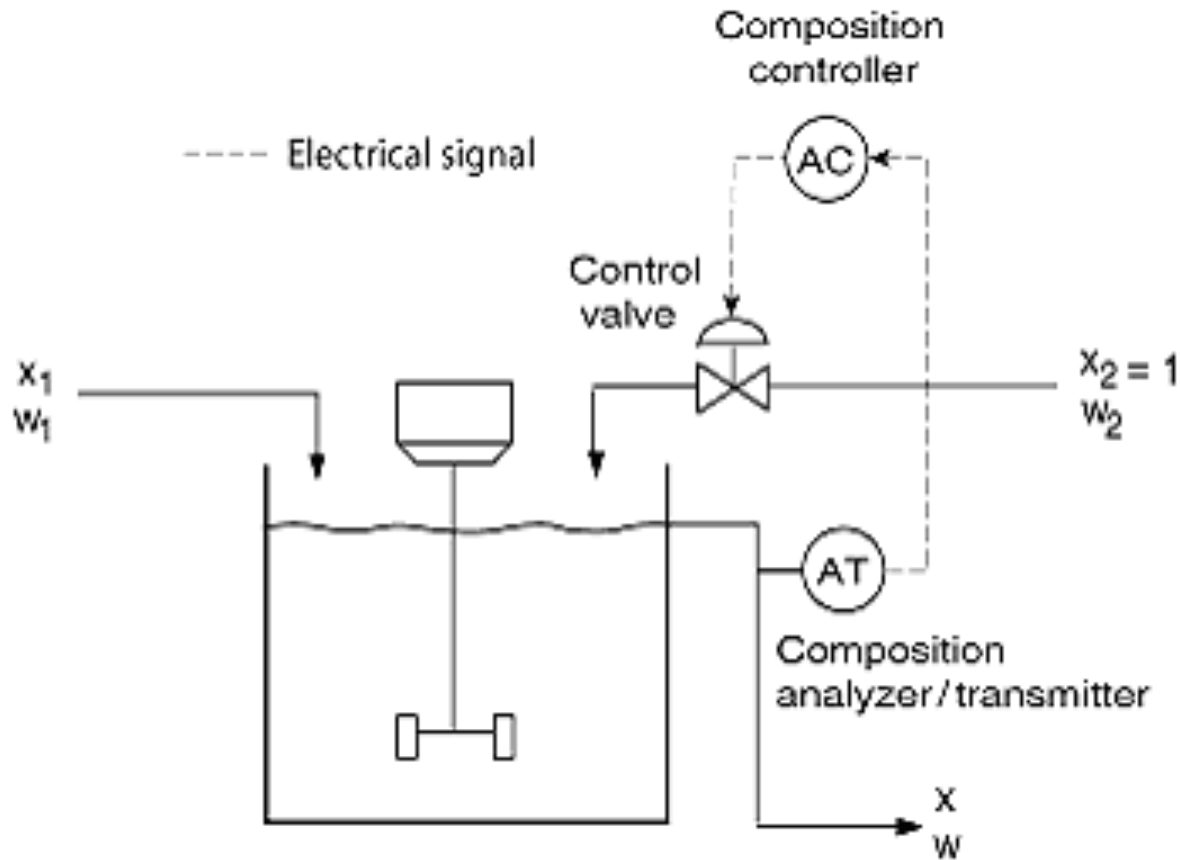 Composition
controller
Electrical signal
AC
Control
valve
x₁
w₁
x₂ = 1
w₂
AT
Composition
analyzer/transmitter
x
w